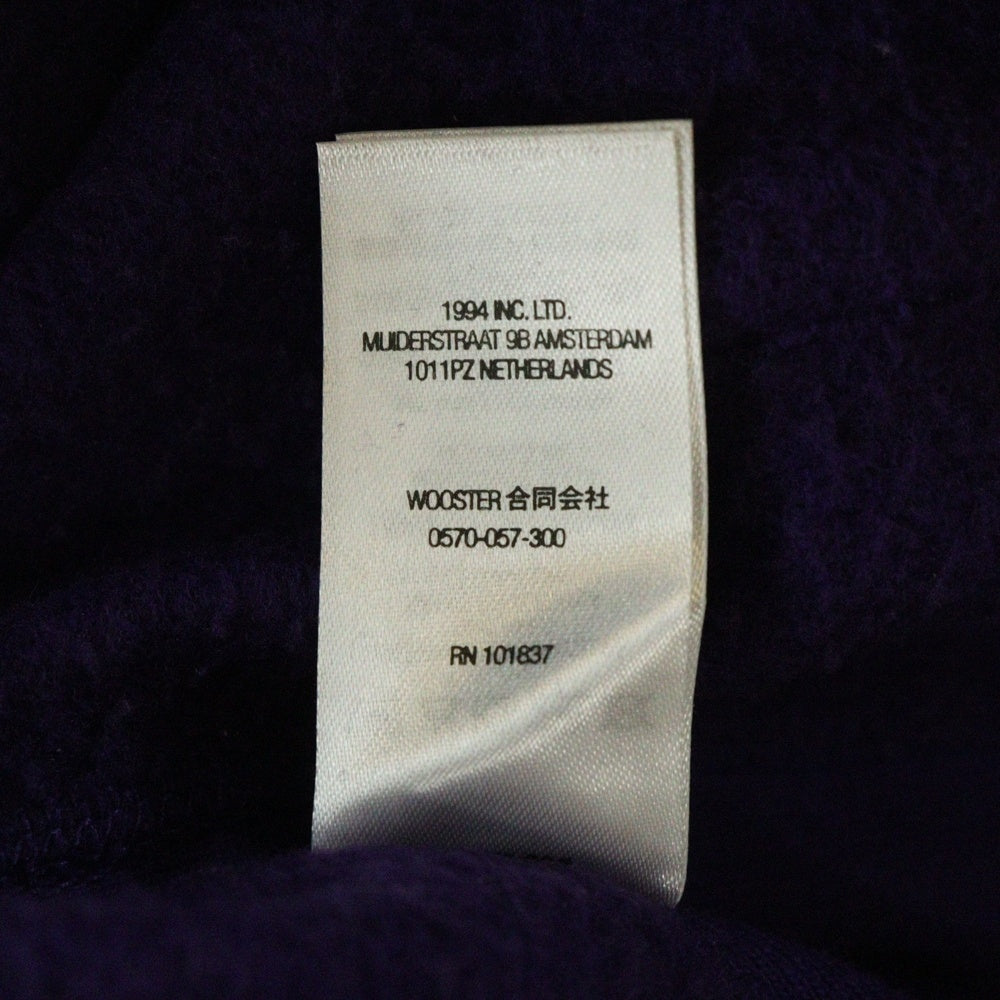 1994 INC. LTD.
MUIDERSTRAAT 9B AMSTERDAM
1011PZ NETHERLANDS
WOOSTER 合同会社
0570-057-300
RN 101837